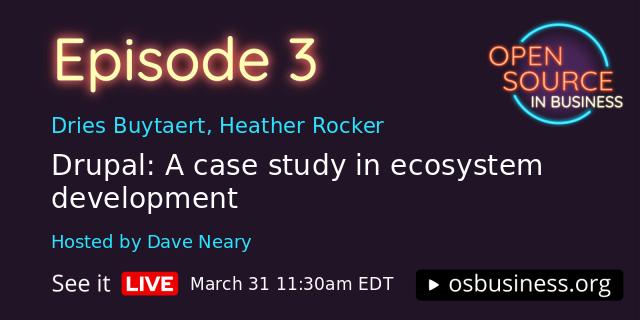 Episode 3
OPEN
SOURCE
IN BUSINESS
Dries Buytaert, Heather Rocker
Drupal: A case study in ecosystem
development
Hosted by Dave Neary
See it LIVE March 31 11:30am EDT
osbusiness.org